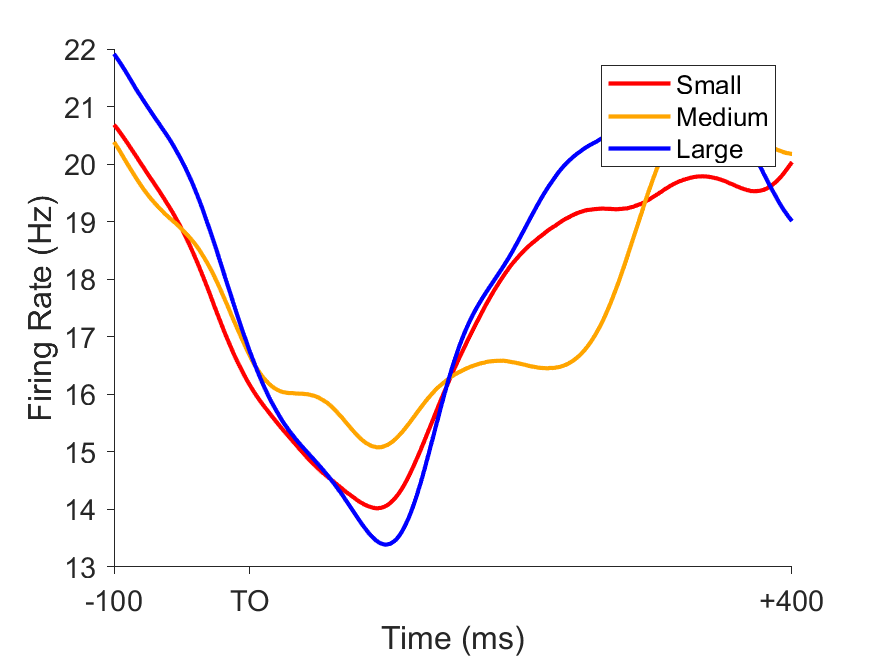 22
21
20
19
18
17
16
15
14
13
Firing Rate (Hz)
Small
Medium
Large
-100 TO +400
Time (ms)